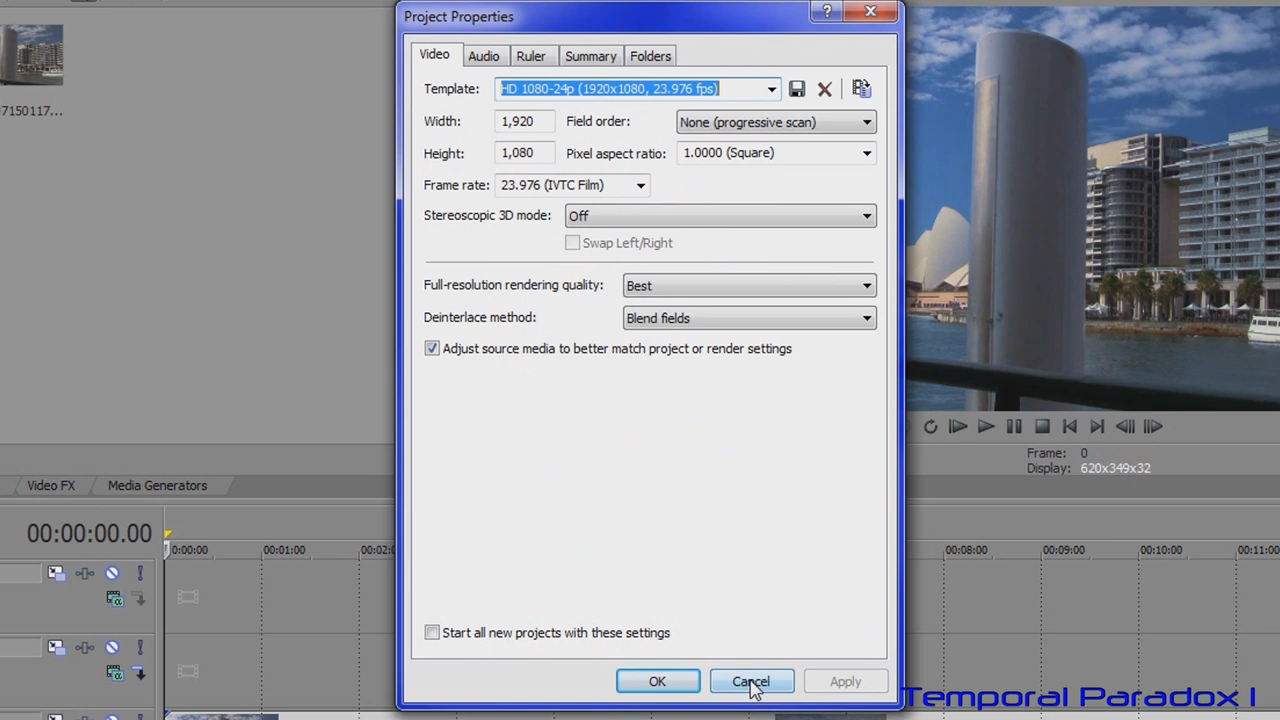 Project Properties
Video
Audio
Ruler
Summary
Folders
Template:
HD 1080-24p (1920x1080, 23.976 fps)
Width:
1,920
Field order:
None (progressive scan)
Height:
1,080
Pixel aspect ratio:
1.0000 (Square)
Frame rate:
23.976 (IVTC Film)
Stereoscopic 3D mode:
Off
Swap Left/Right
Full-resolution rendering quality:
Best
Deinterlace method:
Blend fields
Adjust source media to better match project or render settings
Start all new projects with these settings
OK
Cancel
Apply
07150117...
Frame: 0
Display: 620x349x32
Video FX
Media Generators
00:00:00.00
0:00:00
00:01:00
00:02:0
00:08:00
00:09:00
00:10:00
00:11:00
Temporal Paradox I